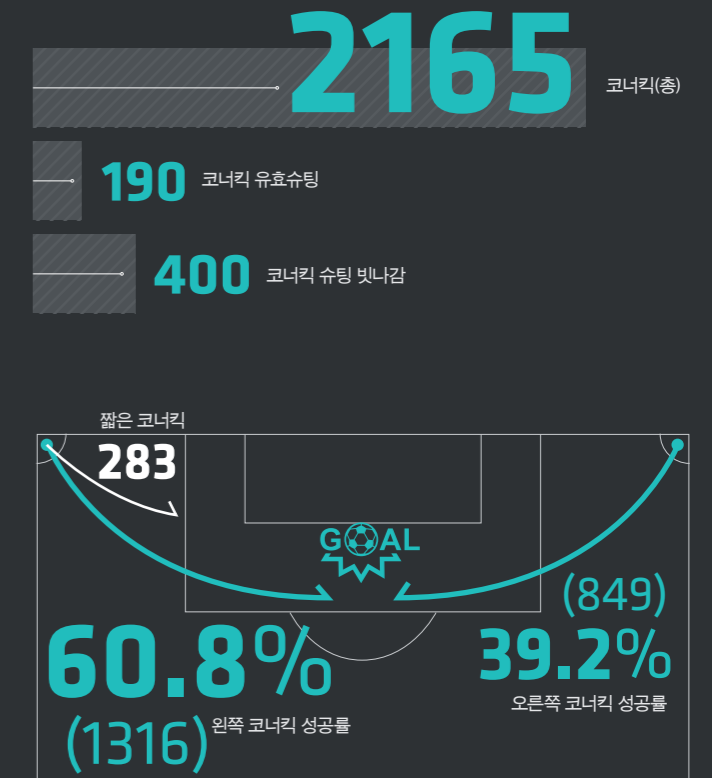 2165
코너킥(총)
190 코너킥 유효슈팅
400 코너킥 슈팅 빗나감
짧은 코너킥
283
GOAL
(849)
60.8%
39.2%
오른쪽 코너킥 성공률
(1316) 왼쪽 코너킥 성공률